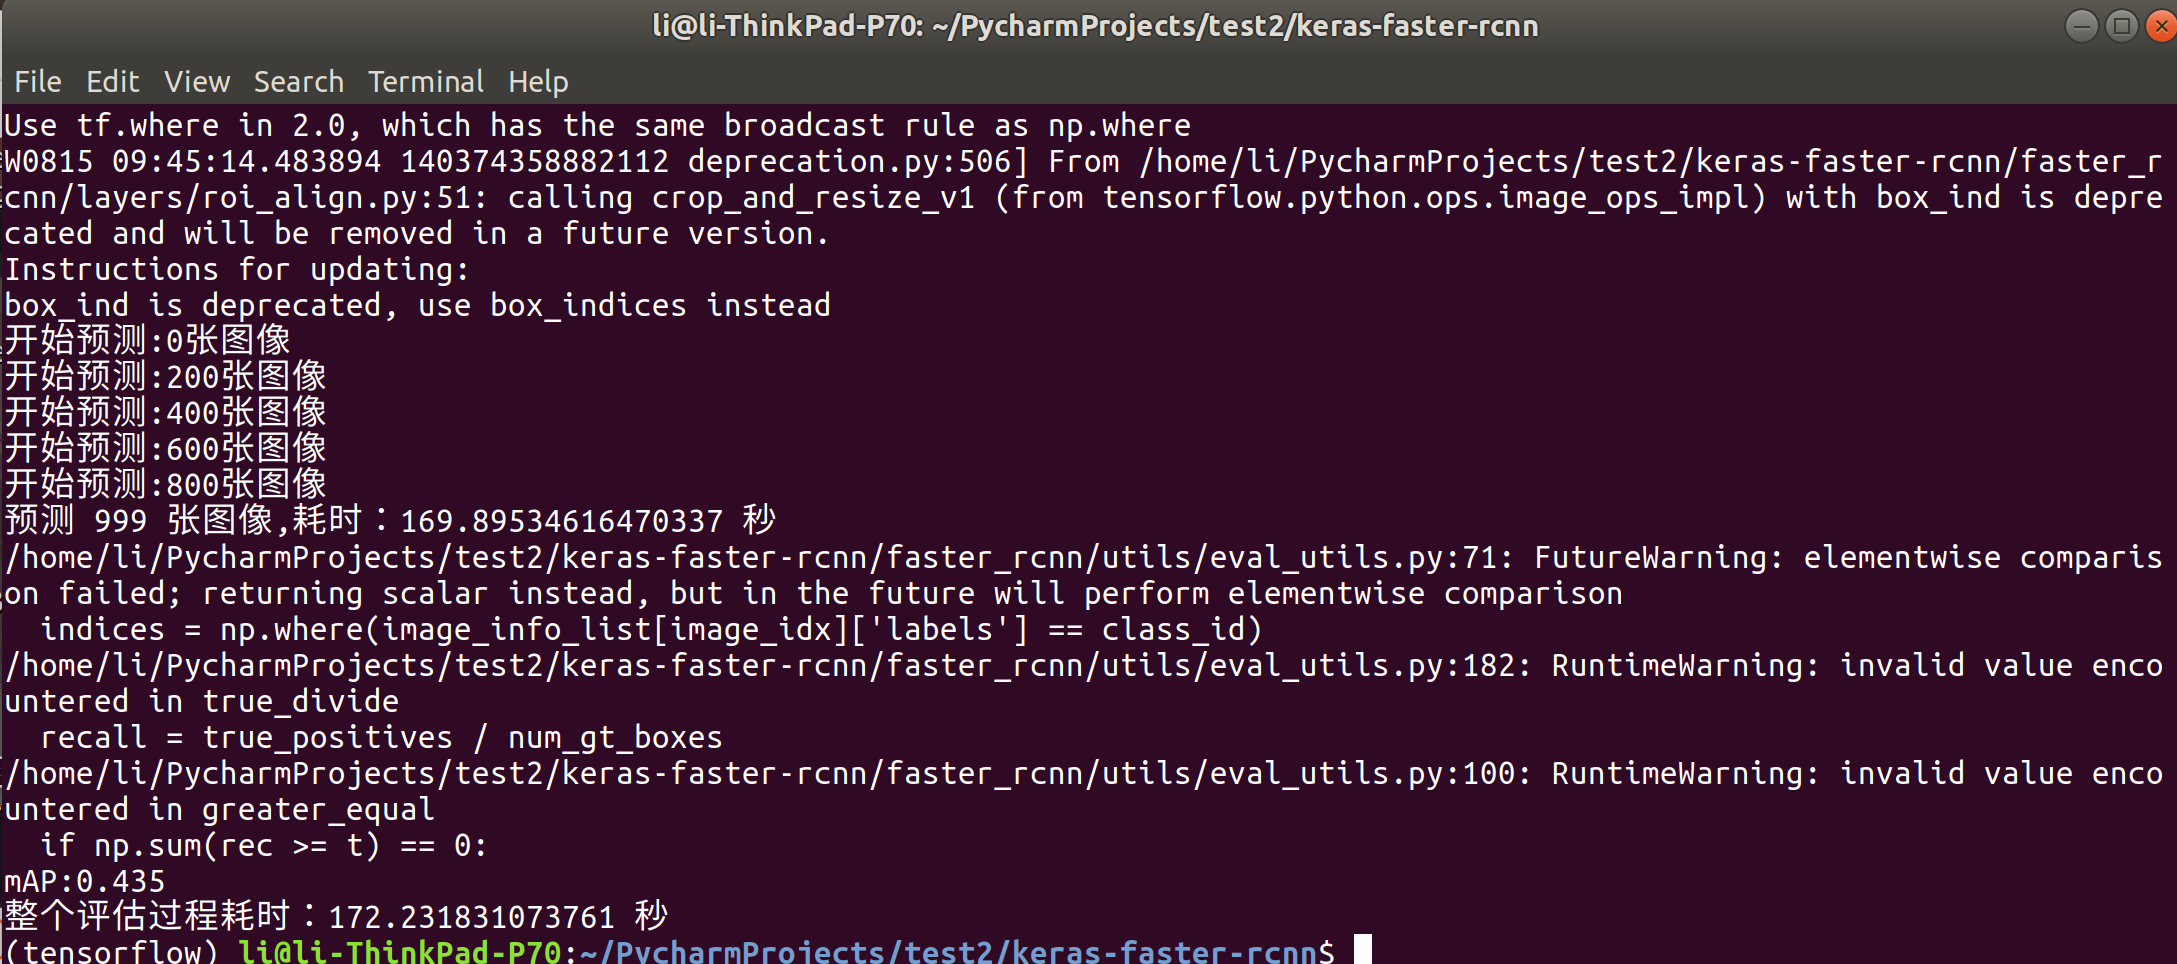 li@li-ThinkPad-P70: ~/PycharmProjects/test2/keras-faster-rcnn
File Edit View Search Terminal Help
Use tf.where in 2.0, which has the same broadcast rule as np.where
W0815 09:45:14.483894 140374358882112 deprecation.py:506] From /home/li/PycharmProjects/test2/keras-faster-rcnn/faster_r
cnn/layers/roi_align.py:51: calling crop_and_resize_v1 (from tensorflow.python.ops.image_ops_impl) with box_ind is depre
cated and will be removed in a future version.
Instructions for updating:
box_ind is deprecated, use box_indices instead
开始预测:0张图像
开始预测:200张图像
开始预测:400张图像
开始预测:600张图像
开始预测:800张图像
预测 999 张图像,耗时：169.89534616470337 秒
/home/li/PycharmProjects/test2/keras-faster-rcnn/faster_rcnn/utils/eval_utils.py:71: FutureWarning: elementwise comparis
on failed; returning scalar instead, but in the future will perform elementwise comparison
  indices = np.where(image_info_list[image_idx]['labels'] == class_id)
/home/li/PycharmProjects/test2/keras-faster-rcnn/faster_rcnn/utils/eval_utils.py:182: RuntimeWarning: invalid value enco
untered in true_divide
  recall = true_positives / num_gt_boxes
/home/li/PycharmProjects/test2/keras-faster-rcnn/faster_rcnn/utils/eval_utils.py:100: RuntimeWarning: invalid value enco
untered in greater_equal
  if np.sum(rec >= t) == 0:
mAP:0.435
整个评估过程耗时：172.231831073761 秒
(tensorflow) li@li-ThinkPad-P70:~/PycharmProjects/test2/keras-faster-rcnn$